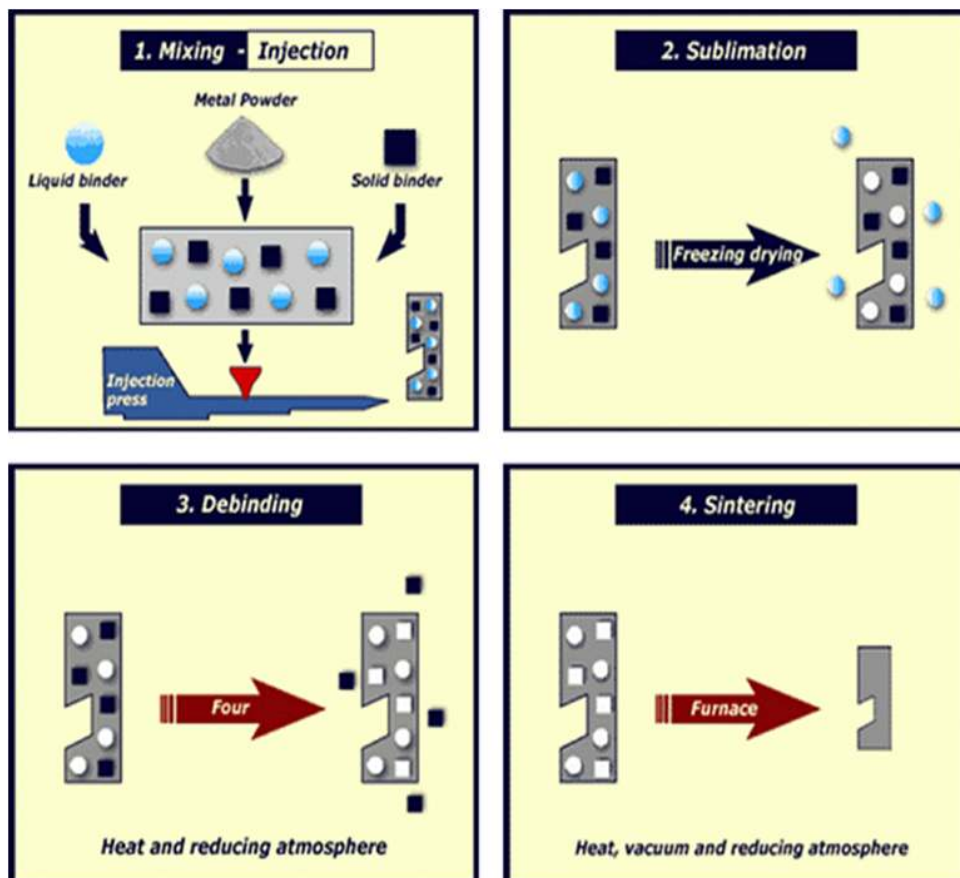 1. Mixing - Injection
Metal Powder
Liquid binder
Solid binder
Injection
press
2. Sublimation
Freezing drying
3. Debinding
Four
Heat and reducing atmosphere
4. Sintering
Furnace
Heat, vacuum and reducing atmosphere